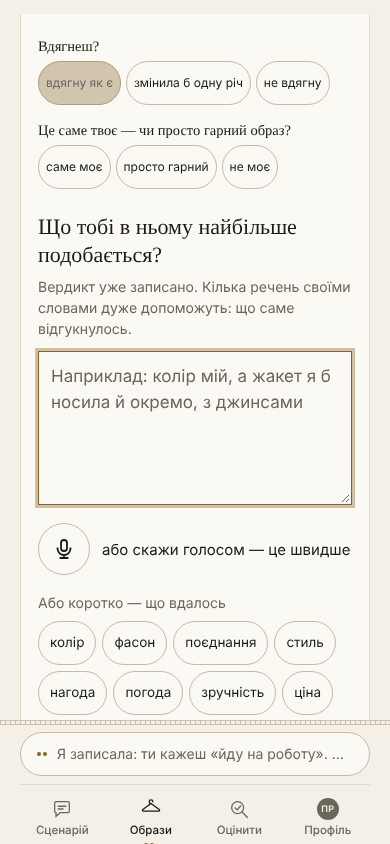 Вдягнеш?
вдягну як є
змінила б одну річ
не вдягну
Це саме твоє — чи просто гарний образ?
саме моє
просто гарний
не моє
Що тобі в ньому найбільше
подобається?
Вердикт уже записано. Кілька речень своїми
словами дуже допоможуть: що саме
відгукнулось.
Наприклад: колір мій, а жакет я б
носила й окремо, з джинсами
або скажи голосом — це швидше
Або коротко — що вдалось
колір
фасон
поєднання
стиль
нагода
погода
зручність
ціна
Я записала: ти кажеш «йду на роботу». ...
Сценарій
Образи
Оцінити
ПР
Профіль